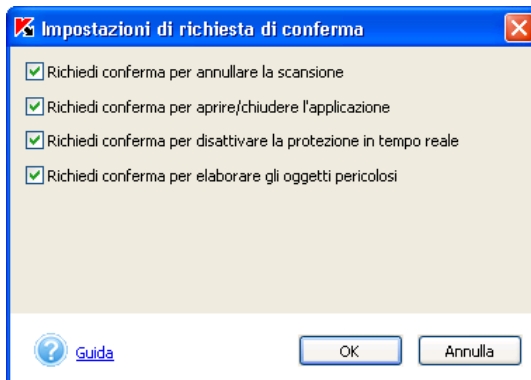 Impostazioni di richiesta di conferma
Richiedi conferma per annullare la scansione
Richiedi conferma per aprire/chiudere l'applicazione
Richiedi conferma per disattivare la protezione in tempo reale
Richiedi conferma per elaborare gli oggetti pericolosi
Guida
OK
Annulla